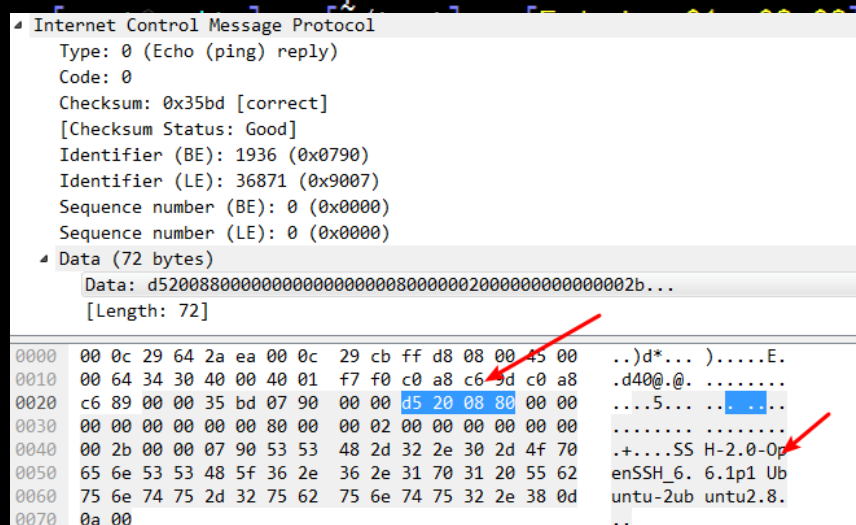 Internet Control Message Protocol
Type: 0 (Echo (ping) reply)
Code: 0
Checksum: 0x35bd [correct]
[Checksum Status: Good]
Identifier (BE): 1936 (0x0790)
Identifier (LE): 36871 (0x9007)
Sequence number (BE): 0 (0x0000)
Sequence number (LE): 0 (0x0000)
Data (72 bytes)
Data: d5200880000000000000000080000002000000000000002b...
[Length: 72]
0000 00 0c 29 64 2a ea 00 0c 29 cb ff d8 08 00 45 00 ..)d*... ).....E.
0010 00 64 34 30 40 00 40 01 f7 f0 c0 a8 c6 9d c0 a8 .d40@.@. ........
0020 c6 89 00 00 35 bd 07 90 00 00 d5 20 08 80 00 00 ....5... ... ....
0030 00 00 00 00 00 00 80 00 00 02 00 00 00 00 00 00 ........ ........
0040 00 2b 00 00 07 90 53 53 48 2d 32 2e 30 2d 4f 70 .+....SS H-2.0-Op
0050 65 6e 53 53 48 5f 36 2e 36 2e 31 70 31 20 55 62 enSSH_6. 6.1p1 Ub
0060 75 6e 74 75 2d 32 75 62 75 6e 74 75 32 2e 38 0d untu-2ub untu2.8.
0070 0a 00 ..